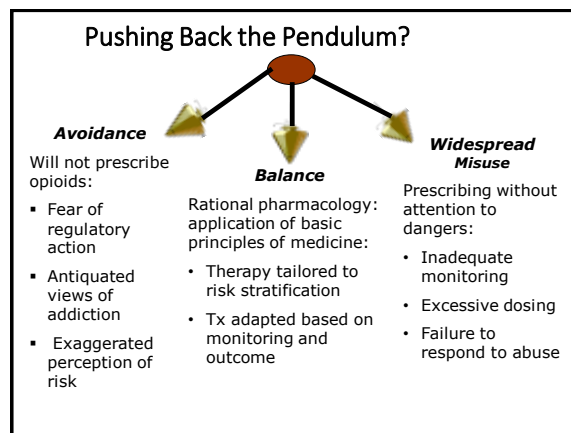 Pushing Back the Pendulum?
Avoidance
Will not prescribe
opioids:
▪ Fear of
regulatory
action
▪ Antiquated
views of
addiction
▪ Exaggerated
perception of
risk
Balance
Rational pharmacology:
application of basic
principles of medicine:
• Therapy tailored to
risk stratification
• Tx adapted based on
monitoring and
outcome
Widespread
Misuse
Prescribing without
attention to
dangers:
• Inadequate
monitoring
• Excessive dosing
• Failure to
respond to abuse